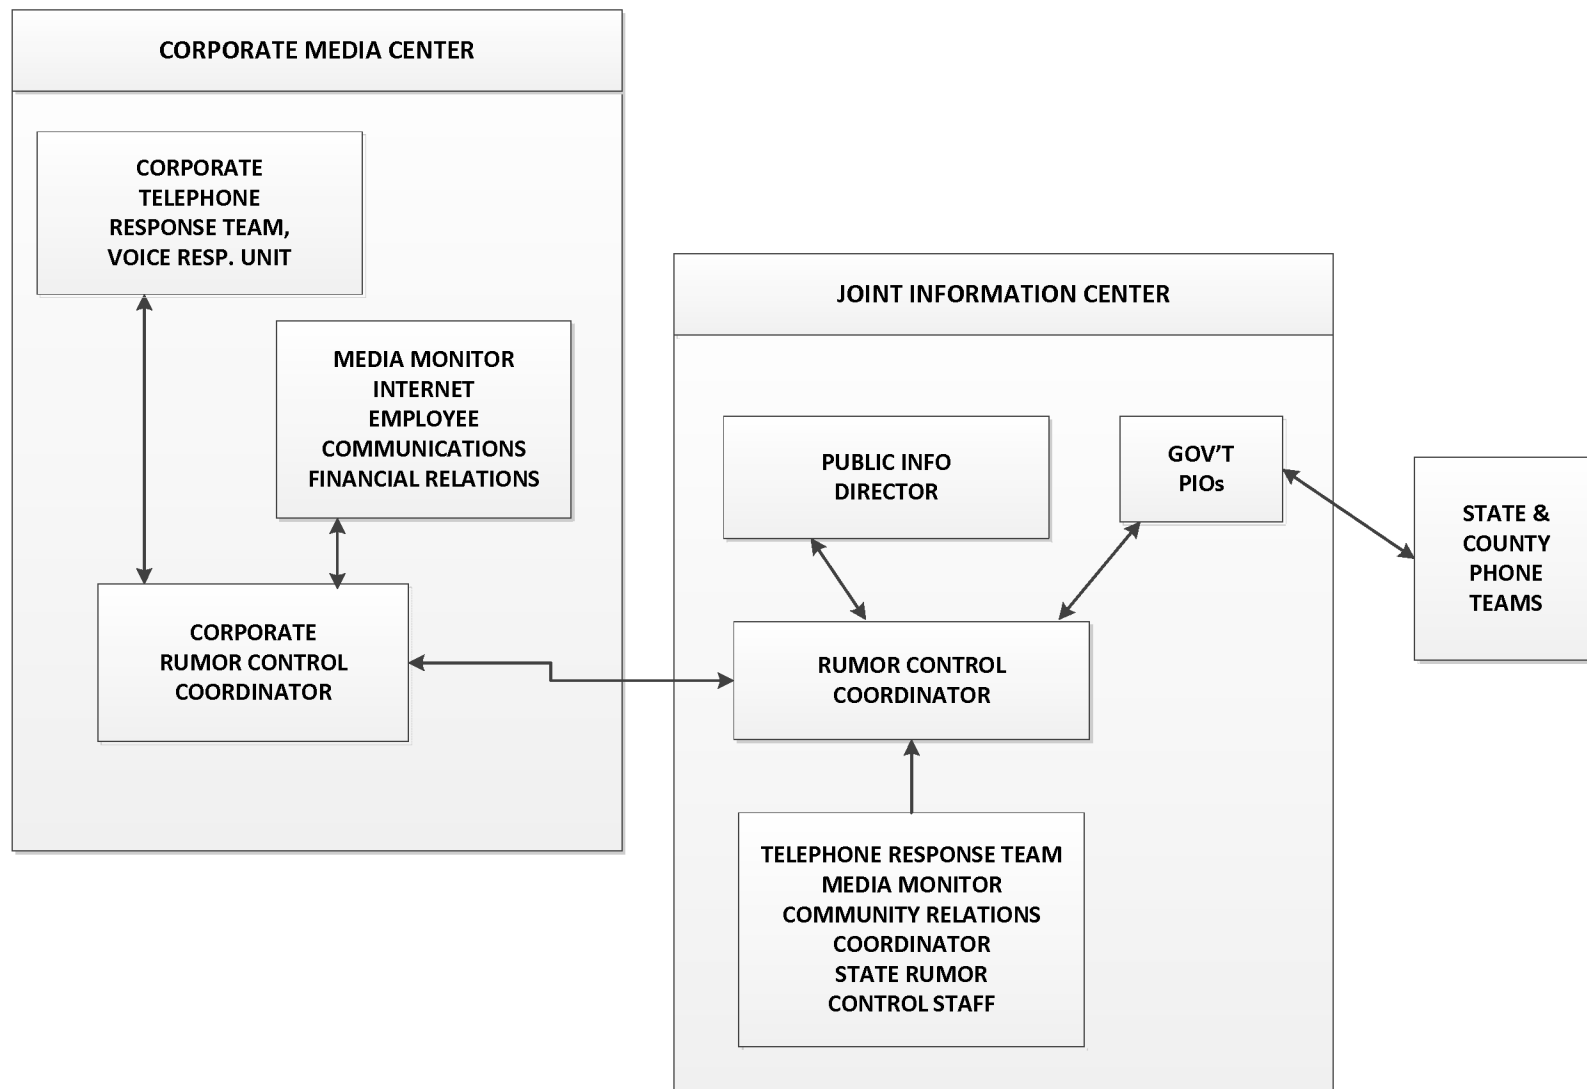 CORPORATE MEDIA CENTER
CORPORATE
TELEPHONE
RESPONSE TEAM,
VOICE RESP. UNIT
MEDIA MONITOR
INTERNET
EMPLOYEE
COMMUNICATIONS
FINANCIAL RELATIONS
CORPORATE
RUMOR CONTROL
COORDINATOR
JOINT INFORMATION CENTER
PUBLIC INFO
DIRECTOR
GOV'T
PIOs
RUMOR CONTROL
COORDINATOR
TELEPHONE RESPONSE TEAM
MEDIA MONITOR
COMMUNITY RELATIONS
COORDINATOR
STATE RUMOR
CONTROL STAFF
STATE &
COUNTY
PHONE
TEAMS